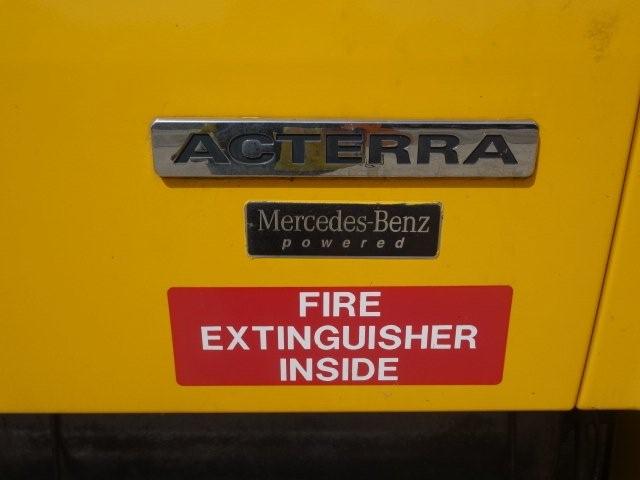 ACTERRA
Mercedes-Benz
powered
FIRE
EXTINGUISHER
INSIDE